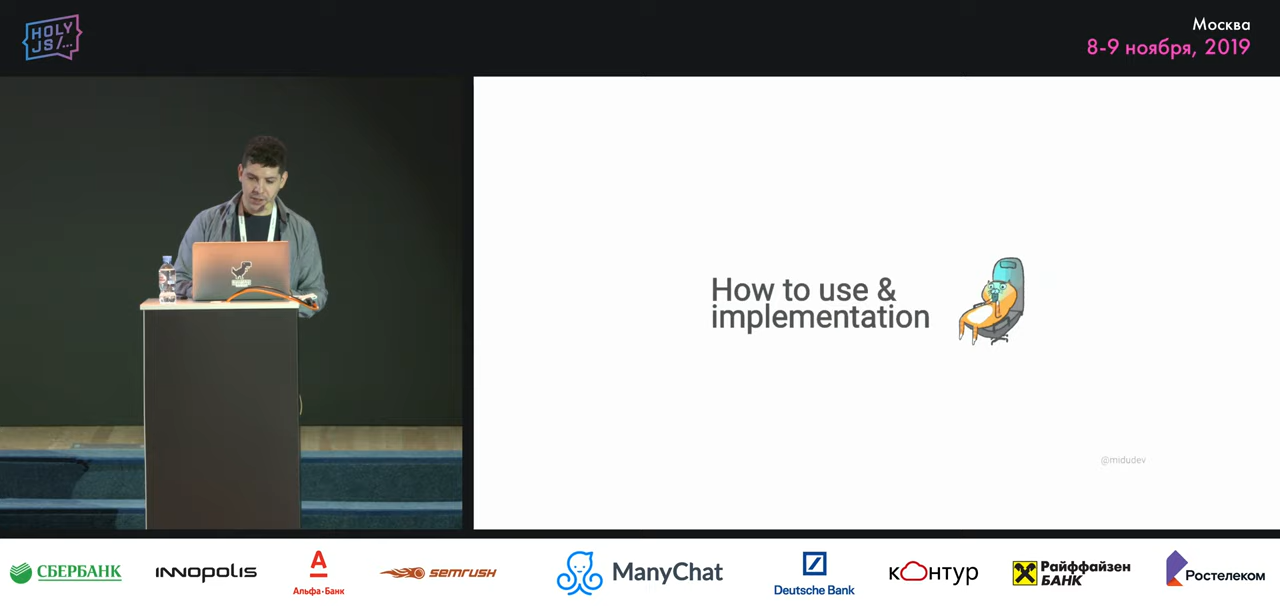 HOLY
JS/...
Москва
8-9 ноября, 2019
How to use &
implementation
@midudev
СБЕРБАНК
INNOPOLIS
Альфа·Банк
semrush
ManyChat
Deutsche Bank
кОнтур
Райффайзен
БАНК
Ростелеком